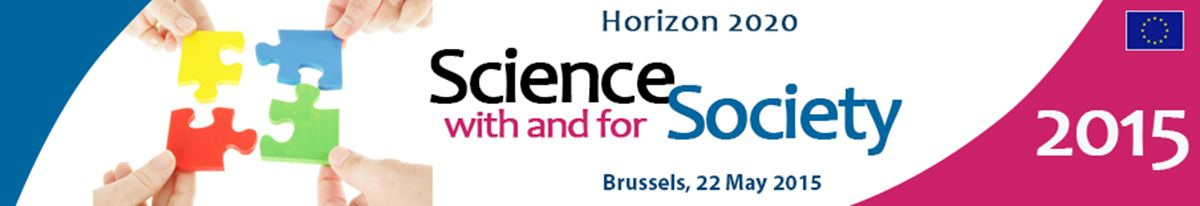 Horizon 2020
Science
with and for Society
2015
Brussels, 22 May 2015